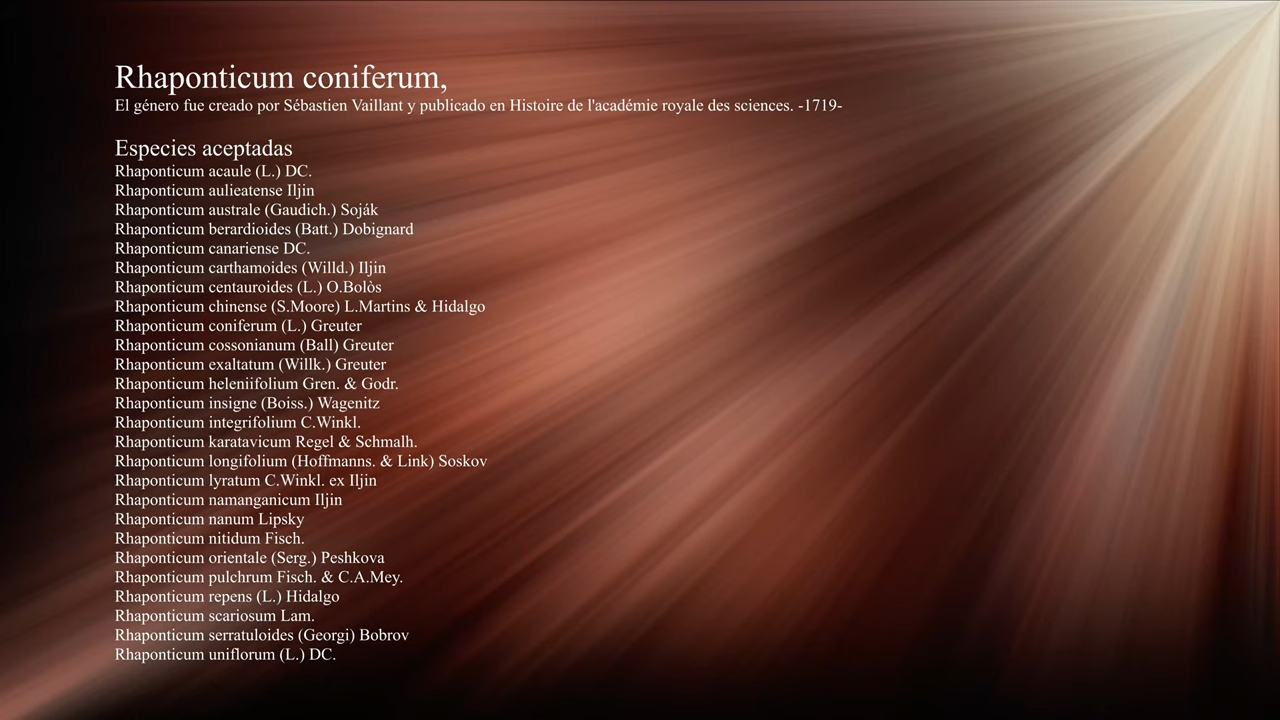 Rhaponticum coniferum,
El género fue creado por Sébastien Vaillant y publicado en Histoire de l'académie royale des sciences. -1719-
Especies aceptadas
Rhaponticum acaule (L.) DC.
Rhaponticum aulieatense Iljin
Rhaponticum australe (Gaudich.) Soják
Rhaponticum berardioides (Batt.) Dobignard
Rhaponticum canariense DC.
Rhaponticum carthamoides (Willd.) Iljin
Rhaponticum centauroides (L.) O.Bolòs
Rhaponticum chinense (S.Moore) L.Martins & Hidalgo
Rhaponticum coniferum (L.) Greuter
Rhaponticum cossonianum (Ball) Greuter
Rhaponticum exaltatum (Willk.) Greuter
Rhaponticum heleniifolium Gren. & Godr.
Rhaponticum insigne (Boiss.) Wagenitz
Rhaponticum integrifolium C.Winkl.
Rhaponticum karatavicum Regel & Schmalh.
Rhaponticum longifolium (Hoffmanns. & Link) Soskov
Rhaponticum lyratum C.Winkl. ex Iljin
Rhaponticum namanganicum Iljin
Rhaponticum nanum Lipsky
Rhaponticum nitidum Fisch.
Rhaponticum orientale (Serg.) Peshkova
Rhaponticum pulchrum Fisch. & C.A.Mey.
Rhaponticum repens (L.) Hidalgo
Rhaponticum scariosum Lam.
Rhaponticum serratuloides (Georgi) Bobrov
Rhaponticum uniflorum (L.) DC.